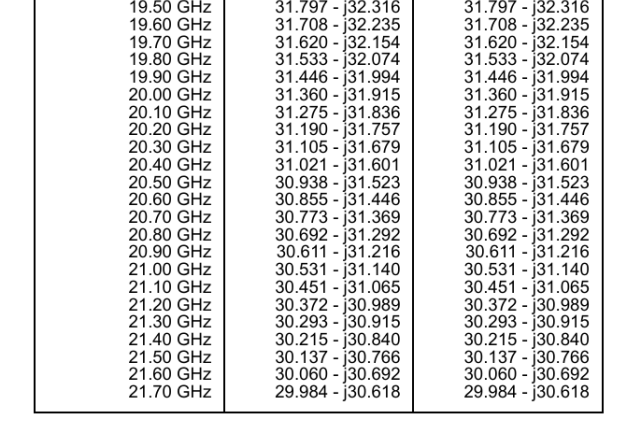 19.50 GHz 31.797 - j32.316 31.797 - j32.316
19.60 GHz 31.708 - j32.235 31.708 - j32.235
19.70 GHz 31.620 - j32.154 31.620 - j32.154
19.80 GHz 31.533 - j32.074 31.533 - j32.074
19.90 GHz 31.446 - j31.994 31.446 - j31.994
20.00 GHz 31.360 - j31.915 31.360 - j31.915
20.10 GHz 31.275 - j31.836 31.275 - j31.836
20.20 GHz 31.190 - j31.757 31.190 - j31.757
20.30 GHz 31.105 - j31.679 31.105 - j31.679
20.40 GHz 31.021 - j31.601 31.021 - j31.601
20.50 GHz 30.938 - j31.523 30.938 - j31.523
20.60 GHz 30.855 - j31.446 30.855 - j31.446
20.70 GHz 30.773 - j31.369 30.773 - j31.369
20.80 GHz 30.692 - j31.292 30.692 - j31.292
20.90 GHz 30.611 - j31.216 30.611 - j31.216
21.00 GHz 30.531 - j31.140 30.531 - j31.140
21.10 GHz 30.451 - j31.065 30.451 - j31.065
21.20 GHz 30.372 - j30.989 30.372 - j30.989
21.30 GHz 30.293 - j30.915 30.293 - j30.915
21.40 GHz 30.215 - j30.840 30.215 - j30.840
21.50 GHz 30.137 - j30.766 30.137 - j30.766
21.60 GHz 30.060 - j30.692 30.060 - j30.692
21.70 GHz 29.984 - j30.618 29.984 - j30.618